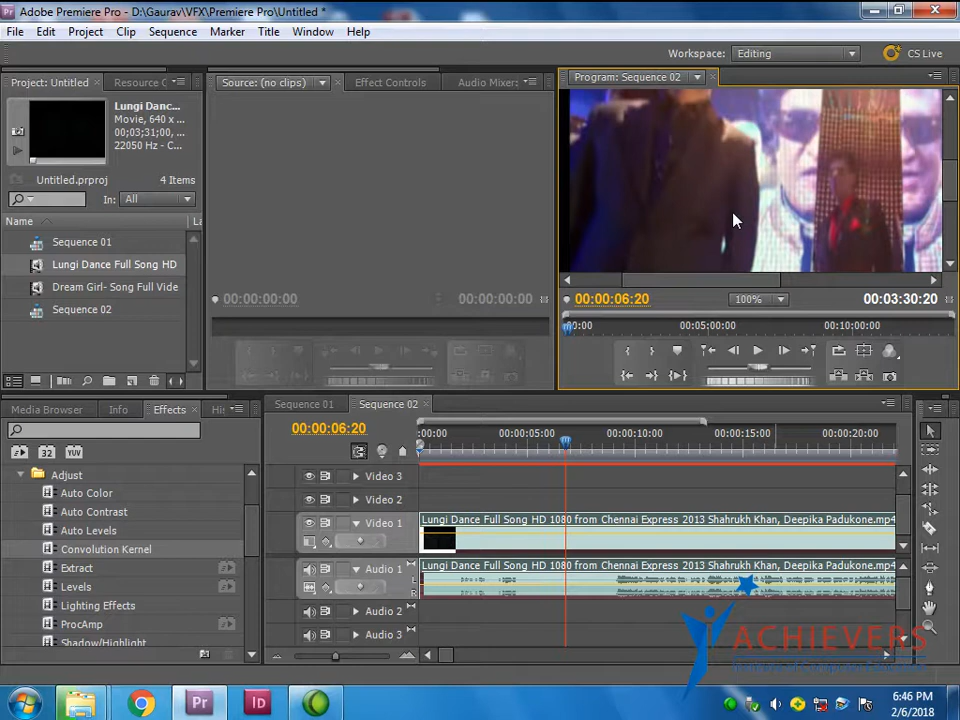 Adobe Premiere Pro - D:\Gaurav\VFX\Premiere Pro\Untitled *
File Edit Project Clip Sequence Marker Title Window Help
Workspace: Editing CS Live
Project: Untitled Resource C
Source: (no clips) Effect Controls Audio Mixer:
Program: Sequence 02
Lungi Danc...
Movie, 640 x ...
00;03;31;00, ...
22050 Hz - C...
Untitled.prproj 4 Items
In: All
Name La
Sequence 01
Lungi Dance Full Song HD
Dream Girl- Song Full Vide
Sequence 02
00:00:00:00 00:00:00:00
00:00:06:20 100% 00:03:30:20
:00:00 00:05:00:00 00:10:00:00
Media Browser Info Effects His
32 YUV
Adjust
Auto Color
Auto Contrast
Auto Levels
Convolution Kernel
Extract
Levels
Lighting Effects
ProcAmp
Shadow/Highlight
Sequence 01 Sequence 02
00:00:06:20
:00:00 00:00:05:00 00:00:10:00 00:00:15:00 00:00:20:00
Video 3
Video 2
Video 1
Lungi Dance Full Song HD 1080 from Chennai Express 2013 Shahrukh Khan, Deepika Padukone.mp4
Audio 1
L
R
Lungi Dance Full Song HD 1080 from Chennai Express 2013 Shahrukh Khan, Deepika Padukone.mp4
Audio 2
Audio 3
ACHIEVERS
Pr Id
6:46 PM
2/6/2018